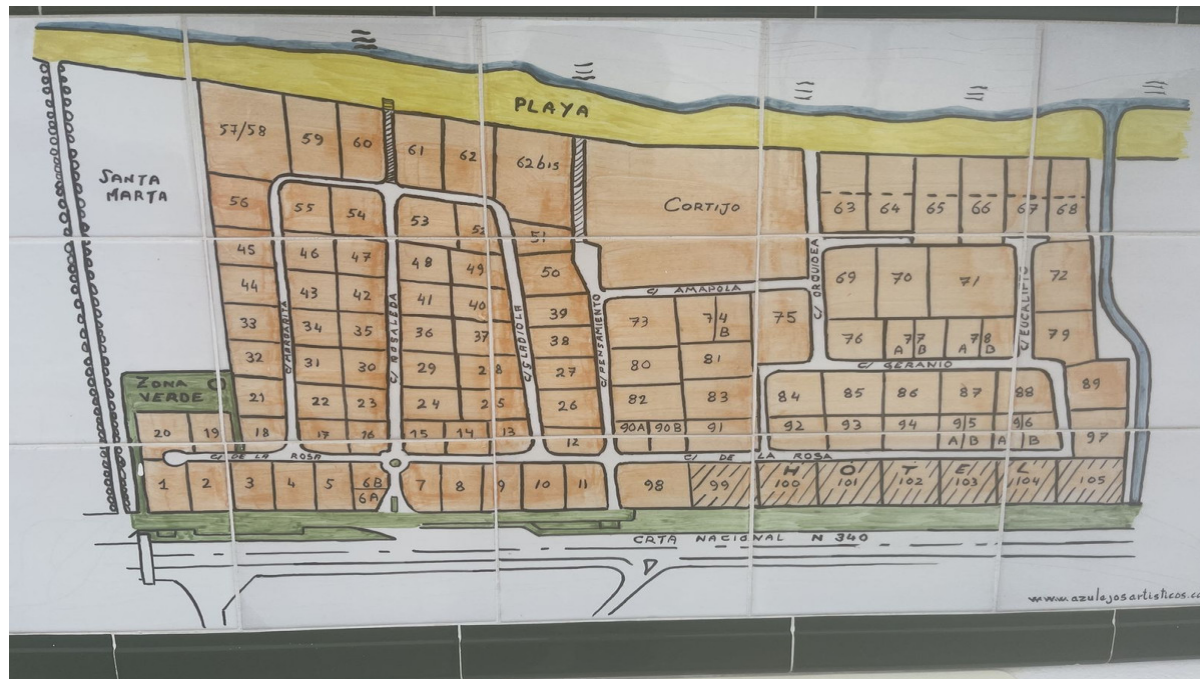 PLAYA
57/58 59 60 61 62 62bis
SANTA
MARTA
CORTIJO
56 55 54 53 52 51
63 64 65 66 67 68
45 46 47 48 49 50
44 43 42 41 40 39
33 34 35 36 37 38
32 31 30 29 28 27
21 22 23 24 25 26
C/ MARGARITA
C/ ROSALEDA
C/ GLADIOLA
C/ PENSAMIENTO
C/ AMAPOLA
C/ ORQUIDEA
C/ EUCALIPTO
69 70 71 72
73 74 B 75
76 77 A B 78 A B 79
C/ GERANIO
80 81
82 83 84 85 86 87 88 89
90A 90B 91 92 93 94 95 A B 96 A B 97
ZONA
VERDE
20 19 18 17 16 15 14 13 12
C/ DE LA ROSA
C/ DE LA ROSA
HOTEL
1 2 3 4 5 6B 6A 7 8 9 10 11 98 99 100 101 102 103 104 105
CRTA NACIONAL N 340
www.azulejosartisticos.co